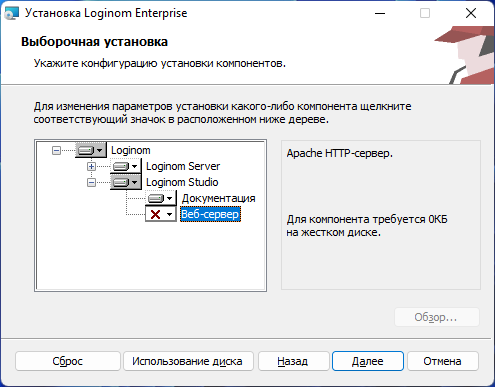 Установка Loginom Enterprise
Выборочная установка
Укажите конфигурацию установки компонентов.
Для изменения параметров установки какого-либо компонента щелкните
соответствующий значок в расположенном ниже дереве.
Loginom
Loginom Server
Loginom Studio
Документация
Веб-сервер
Apache HTTP-сервер.
Для компонента требуется 0КБ
на жестком диске.
Обзор...
Сброс
Использование диска
Назад
Далее
Отмена